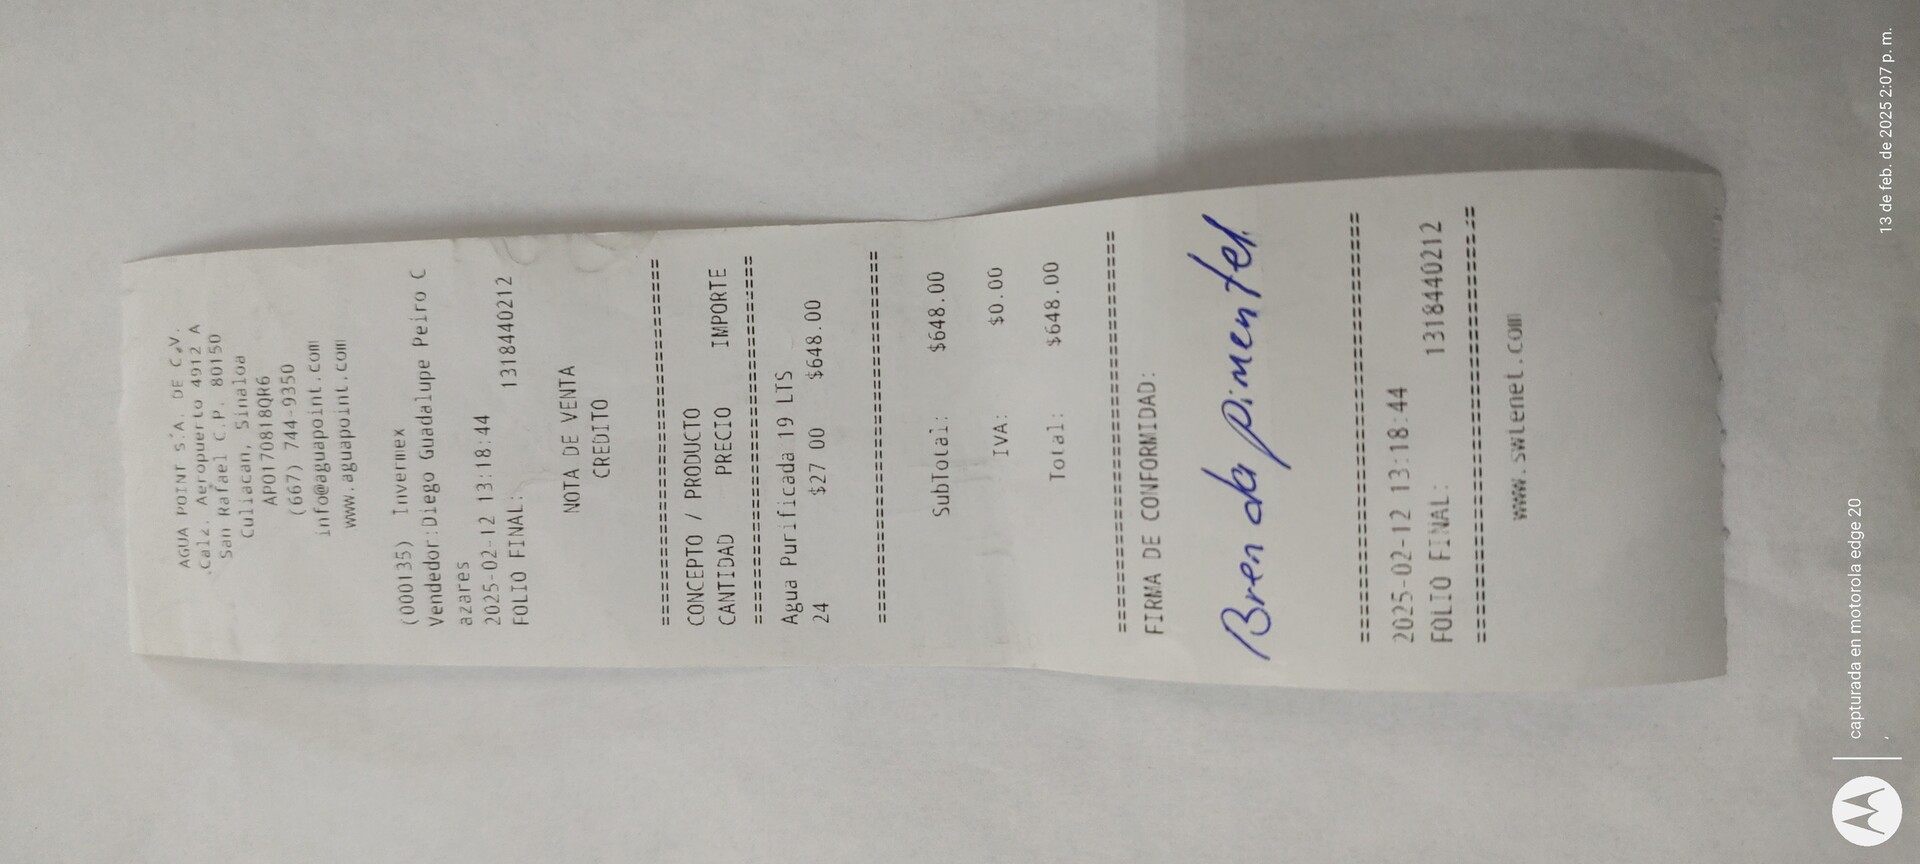 AGUA POINT S.A. DE C.V.
Calz. Aeropuerto 4912 A
San Rafael C.P. 80150
Culiacan, Sinaloa
APO170818QR6
(667) 744-9350
info@aguapoint.com
www.aguapoint.com
(000135) Invermex
Vendedor:Diego Guadalupe Peiro C
azares
2025-02-12 13:18:44
FOLIO FINAL: 1318440212
NOTA DE VENTA
CREDITO
================================
CONCEPTO / PRODUCTO
CANTIDAD PRECIO IMPORTE
================================
Agua Purificada 19 LTS
24 $27 00 $648.00
================================
SubTotal: $648.00
IVA: $0.00
Total: $648.00
================================
FIRMA DE CONFORMIDAD:
Brenda pimentel
================================
2025-02-12 13:18:44
FOLIO FINAL: 1318440212
================================
www.swlenet.com
capturada en motorola edge 20
13 de feb. de 2025 2:07 p. m.